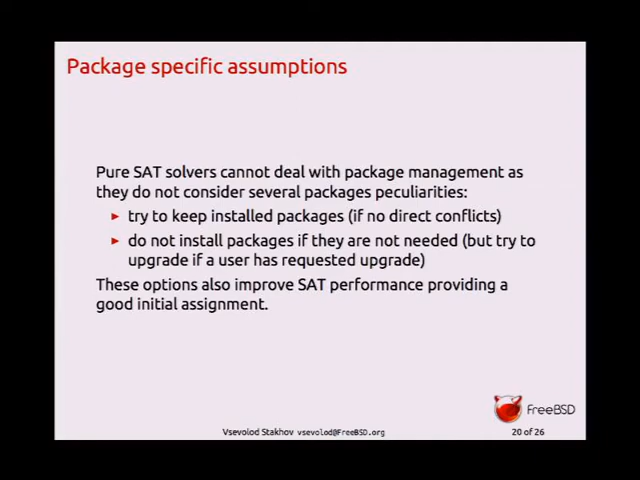 Package specific assumptions
Pure SAT solvers cannot deal with package management as
they do not consider several packages peculiarities:
▸ try to keep installed packages (if no direct conflicts)
▸ do not install packages if they are not needed (but try to
upgrade if a user has requested upgrade)
These options also improve SAT performance providing a
good initial assignment.
FreeBSD
Vsevolod Stakhov vsevolod@FreeBSD.org
20 of 26